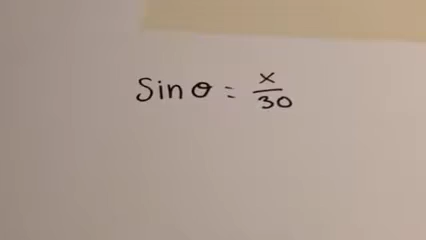 Sin θ = x/30